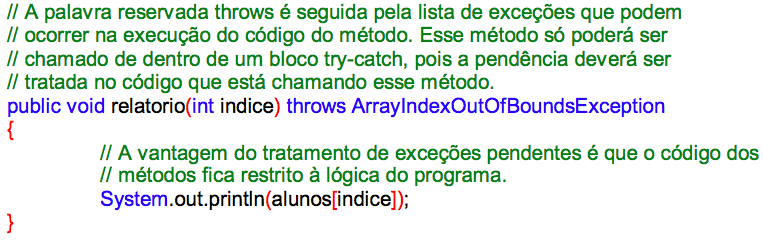 // A palavra reservada throws é seguida pela lista de exceções que podem
// ocorrer na execução do código do método. Esse método só poderá ser
// chamado de dentro de um bloco try-catch, pois a pendência deverá ser
// tratada no código que está chamando esse método.
public void relatorio(int indice) throws ArrayIndexOutOfBoundsException
{
// A vantagem do tratamento de exceções pendentes é que o código dos
// métodos fica restrito à lógica do programa.
System.out.println(alunos[indice]);
}